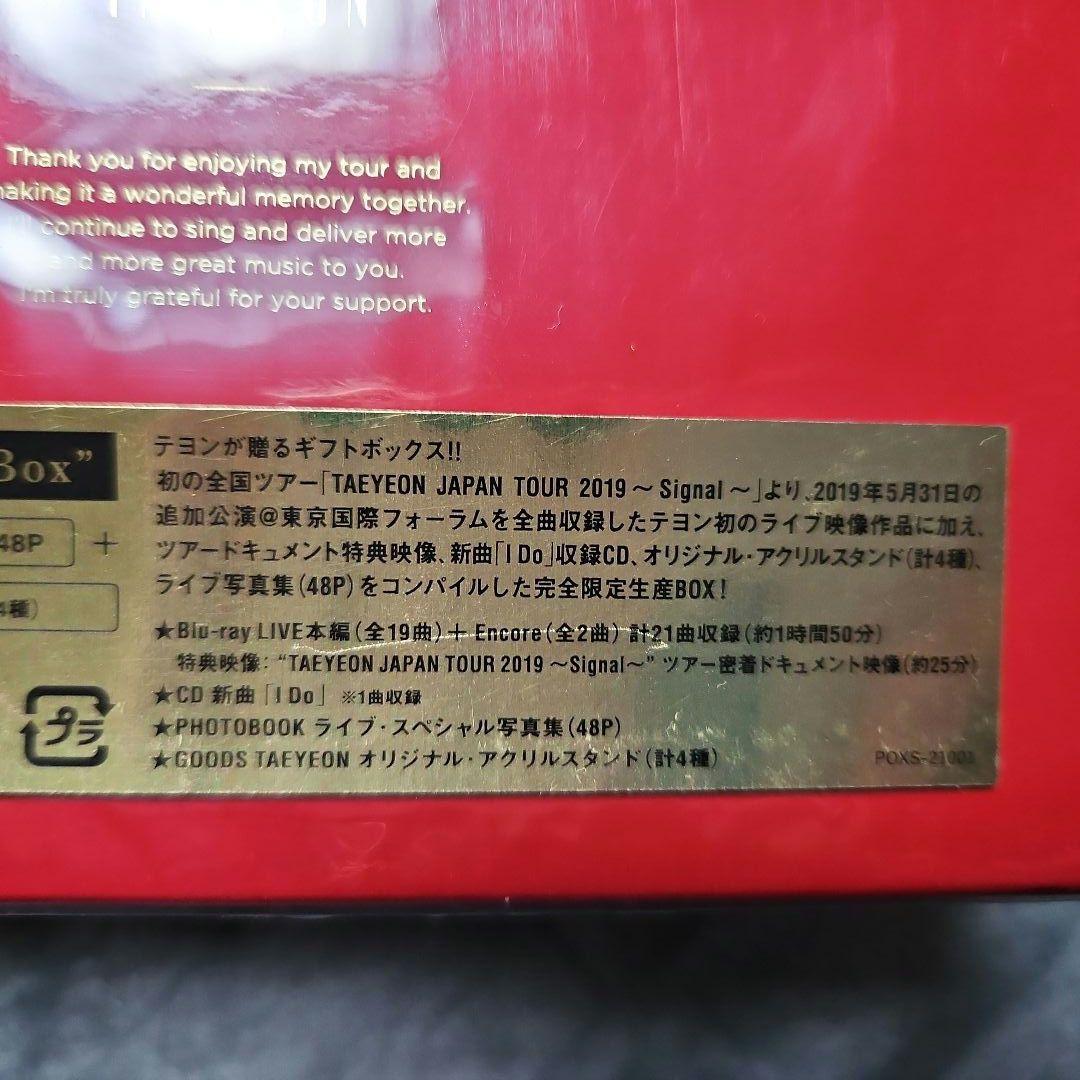 Thank you for enjoying my tour and
making it a wonderful memory together.
I'll continue to sing and deliver more
and more great music to you.
I'm truly grateful for your support.
Box”
テヨンが贈るギフトボックス!!
初の全国ツアー「TAEYEON JAPAN TOUR 2019 ～ Signal ～」より、2019年5月31日の
追加公演@東京国際フォーラムを全曲収録したテヨン初のライブ映像作品に加え、
48P +
ツアードキュメント特典映像、新曲「I Do」収録CD、オリジナル・アクリルスタンド(計4種)、
ライブ写真集(48P)をコンパイルした完全限定生産BOX!
4種)
★Blu-ray LIVE本編(全19曲)＋Encore(全2曲) 計21曲収録(約1時間50分)
特典映像: “TAEYEON JAPAN TOUR 2019 ～Signal～” ツアー密着ドキュメント映像(約25分)
★CD 新曲「I Do」 ※1曲収録
プラ
★PHOTOBOOK ライブ・スペシャル写真集(48P)
★GOODS TAEYEON オリジナル・アクリルスタンド(計4種)